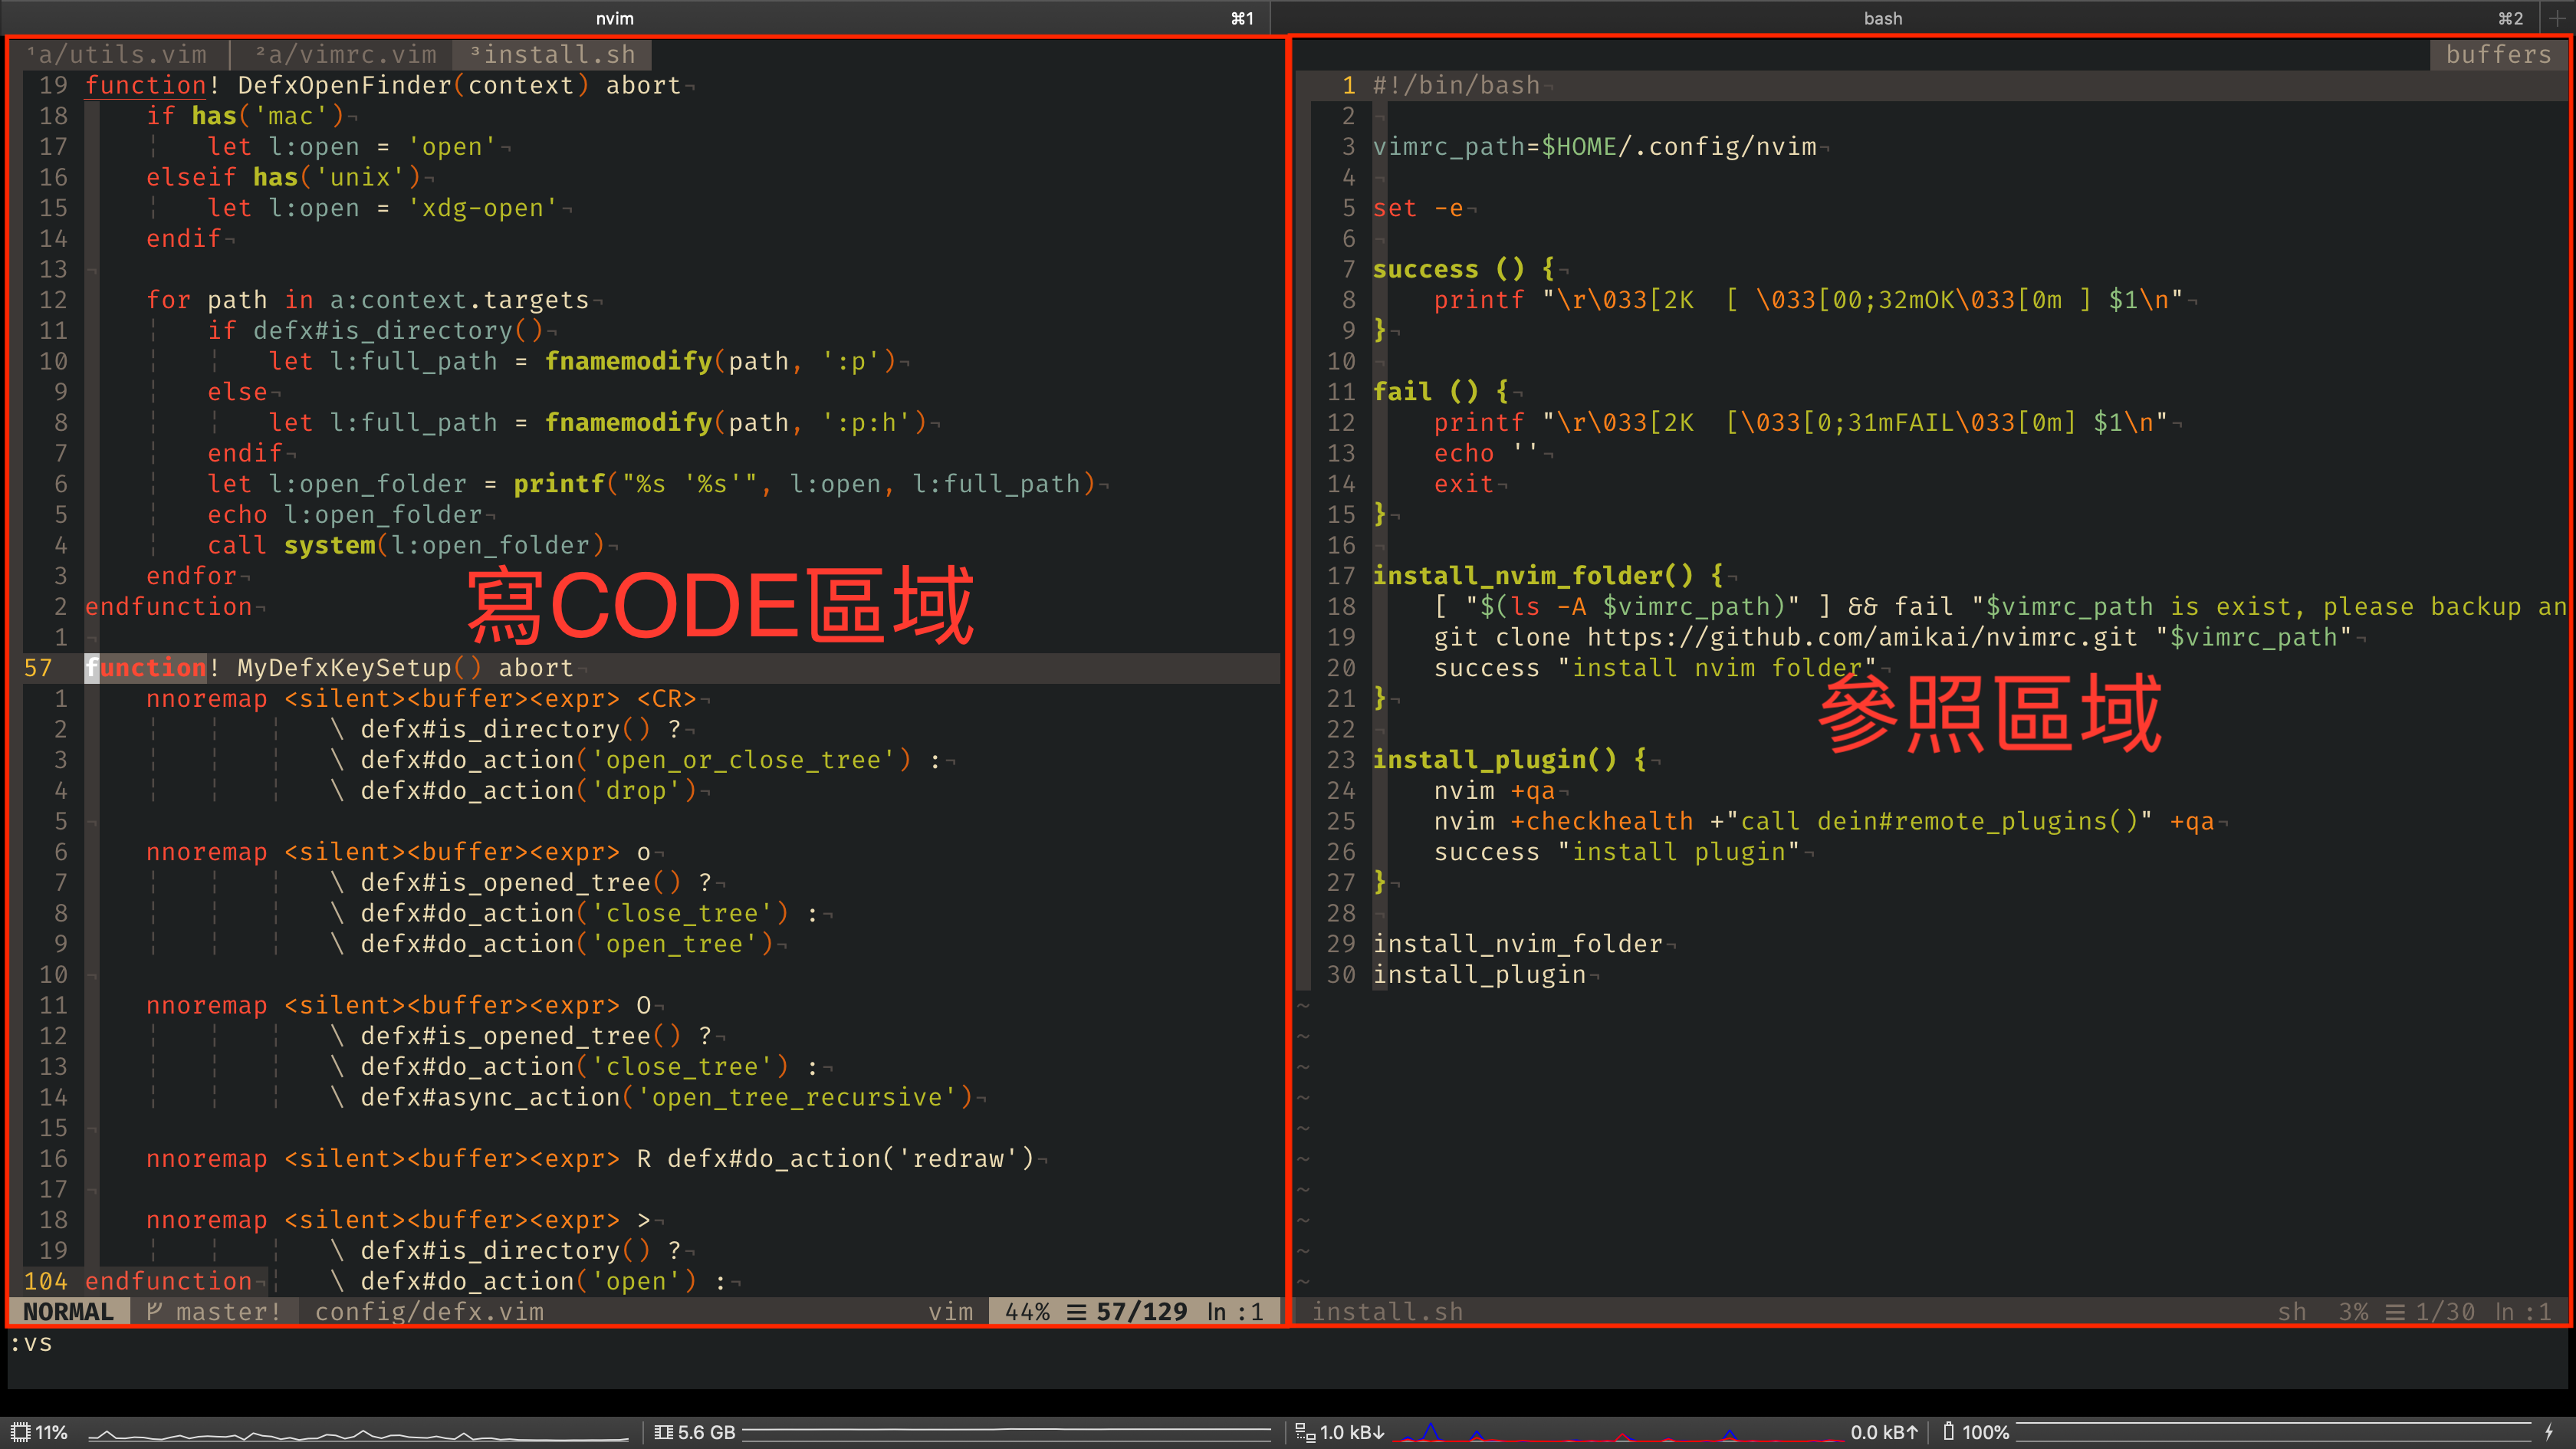 nvim ⌘1 bash ⌘2
¹a/utils.vim ²a/vimrc.vim ³install.sh
19 function! DefxOpenFinder(context) abort¬
18 if has('mac')¬
17 let l:open = 'open'¬
16 elseif has('unix')¬
15 let l:open = 'xdg-open'¬
14 endif¬
13 ¬
12 for path in a:context.targets¬
11 if defx#is_directory()¬
10 let l:full_path = fnamemodify(path, ':p')¬
9 else¬
8 let l:full_path = fnamemodify(path, ':p:h')¬
7 endif¬
6 let l:open_folder = printf("%s '%s'", l:open, l:full_path)¬
5 echo l:open_folder¬
4 call system(l:open_folder)¬
3 endfor¬
2 endfunction¬
1 ¬
寫CODE區域
57 function! MyDefxKeySetup() abort¬
1 nnoremap <silent><buffer><expr> <CR>¬
2 \ defx#is_directory() ?¬
3 \ defx#do_action('open_or_close_tree') :¬
4 \ defx#do_action('drop')¬
5 ¬
6 nnoremap <silent><buffer><expr> o¬
7 \ defx#is_opened_tree() ?¬
8 \ defx#do_action('close_tree') :¬
9 \ defx#do_action('open_tree')¬
10 ¬
11 nnoremap <silent><buffer><expr> O¬
12 \ defx#is_opened_tree() ?¬
13 \ defx#do_action('close_tree') :¬
14 \ defx#async_action('open_tree_recursive')¬
15 ¬
16 nnoremap <silent><buffer><expr> R defx#do_action('redraw')¬
17 ¬
18 nnoremap <silent><buffer><expr> >¬
19 \ defx#is_directory() ?¬
104 endfunction¬ \ defx#do_action('open') :¬
NORMAL master! config/defx.vim vim 44% ☰ 57/129 ln :1
buffers
1 #!/bin/bash¬
2 ¬
3 vimrc_path=$HOME/.config/nvim¬
4 ¬
5 set -e¬
6 ¬
7 success () {¬
8 printf "\r\033[2K  [ \033[00;32mOK\033[0m ] $1\n"¬
9 }¬
10 ¬
11 fail () {¬
12 printf "\r\033[2K  [\033[0;31mFAIL\033[0m] $1\n"¬
13 echo ''¬
14 exit¬
15 }¬
16 ¬
17 install_nvim_folder() {¬
18 [ "$(ls -A $vimrc_path)" ] && fail "$vimrc_path is exist, please backup an
19 git clone https://github.com/amikai/nvimrc.git "$vimrc_path"¬
20 success "install nvim folder"¬
21 }¬
參照區域
22 ¬
23 install_plugin() {¬
24 nvim +qa¬
25 nvim +checkhealth +"call dein#remote_plugins()" +qa¬
26 success "install plugin"¬
27 }¬
28 ¬
29 install_nvim_folder¬
30 install_plugin¬
~
~
~
~
~
~
~
~
~
~
install.sh sh 3% ☰ 1/30 ln :1
:vs
11% 5.6 GB 1.0 kB↓ 0.0 kB↑ 100%